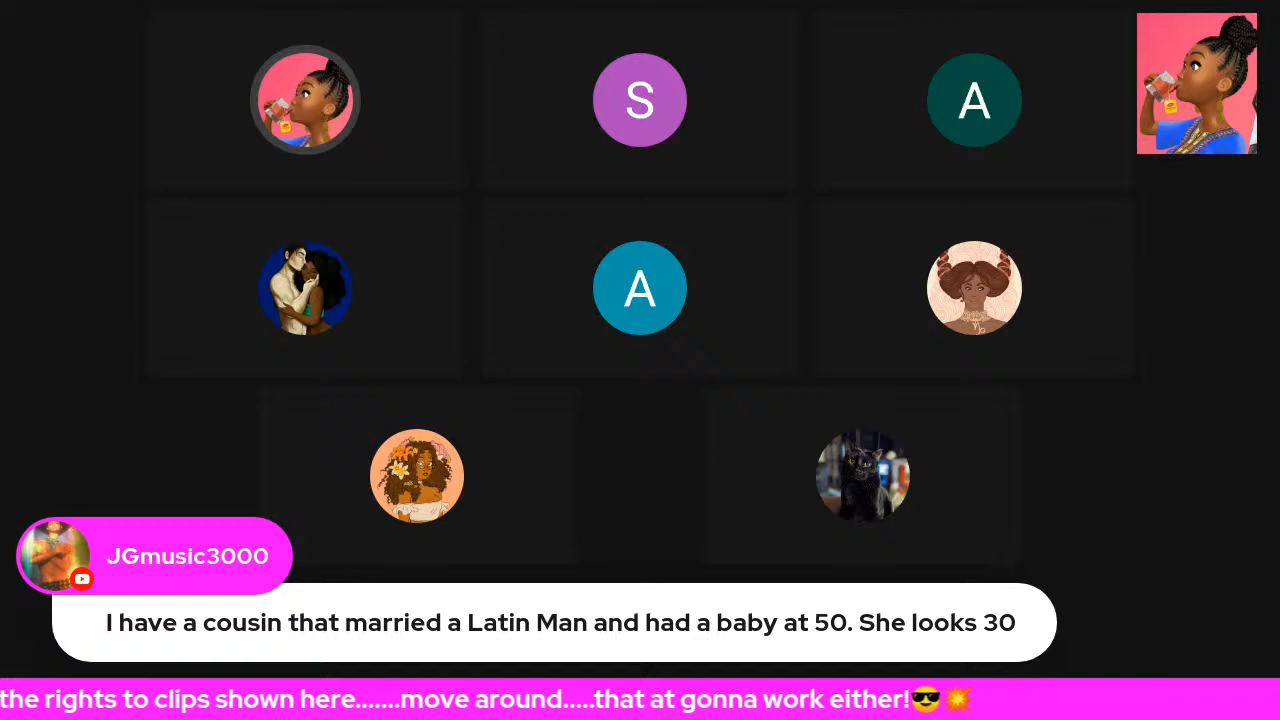 S
A
A
JGmusic3000
I have a cousin that married a Latin Man and had a baby at 50. She looks 30
the rights to clips shown here.......move around.....that at gonna work either!😎💥